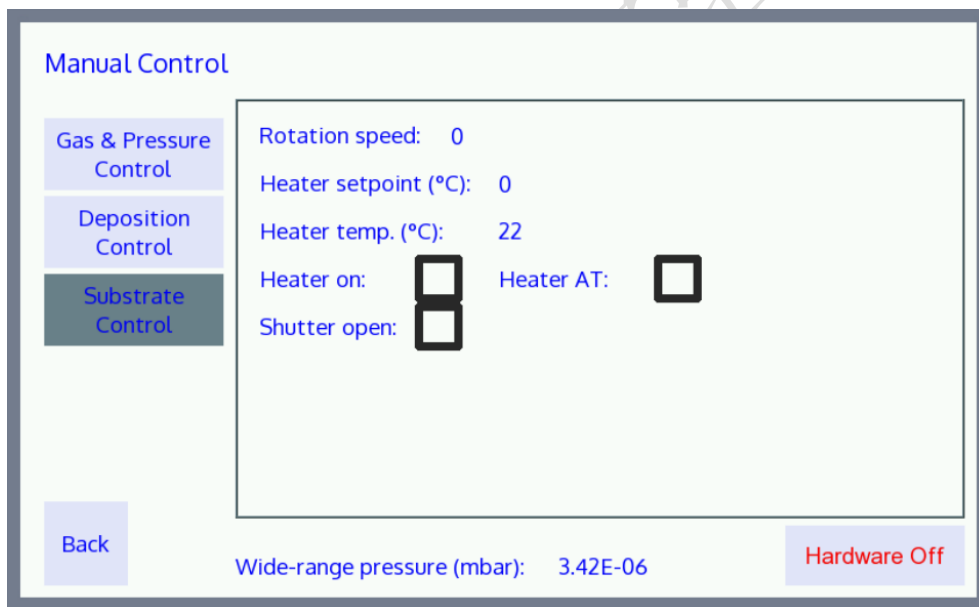 Manual Control
Gas & Pressure
Control
Deposition
Control
Substrate
Control
Rotation speed: 0
Heater setpoint (°C): 0
Heater temp. (°C): 22
Heater on: Heater AT:
Shutter open:
Back
Wide-range pressure (mbar): 3.42E-06
Hardware Off